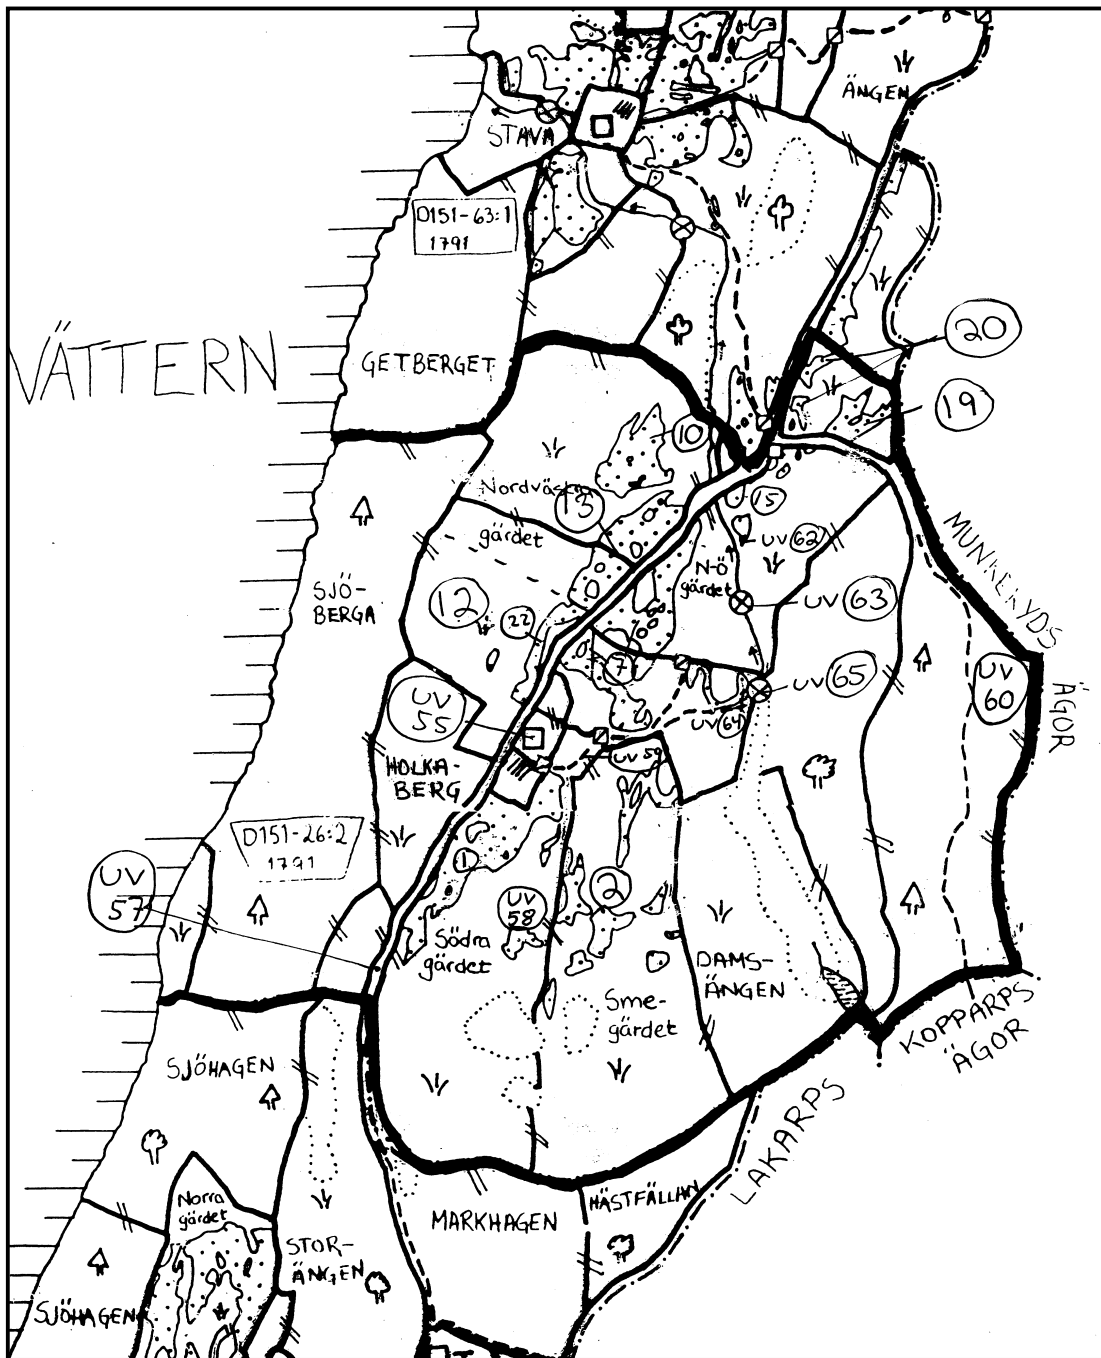 ÄNGEN
STAVA
D151-63:1
1791
20
VÄTTERN
GETBERGET
19
10
Nordvästra
gärdet
13
15
UV 62
MUNKERYDS
ÄGOR
N-Ö
gärdet
SJÖ-
BERGA
12
22
UV 63
7
UV 65
UV
60
UV
55
UV 64
UV 59
HOLKA-
BERG
D151-26:2
1791
1
2
UV
57
UV
58
Södra
gärdet
DAMS-
ÄNGEN
Sme-
gärdet
KOPPARPS
ÄGOR
SJÖHAGEN
LAKARPS
Norra
gärdet
HÄSTFÄLLAN
MARKHAGEN
STOR-
ÄNGEN
SJÖHAGEN